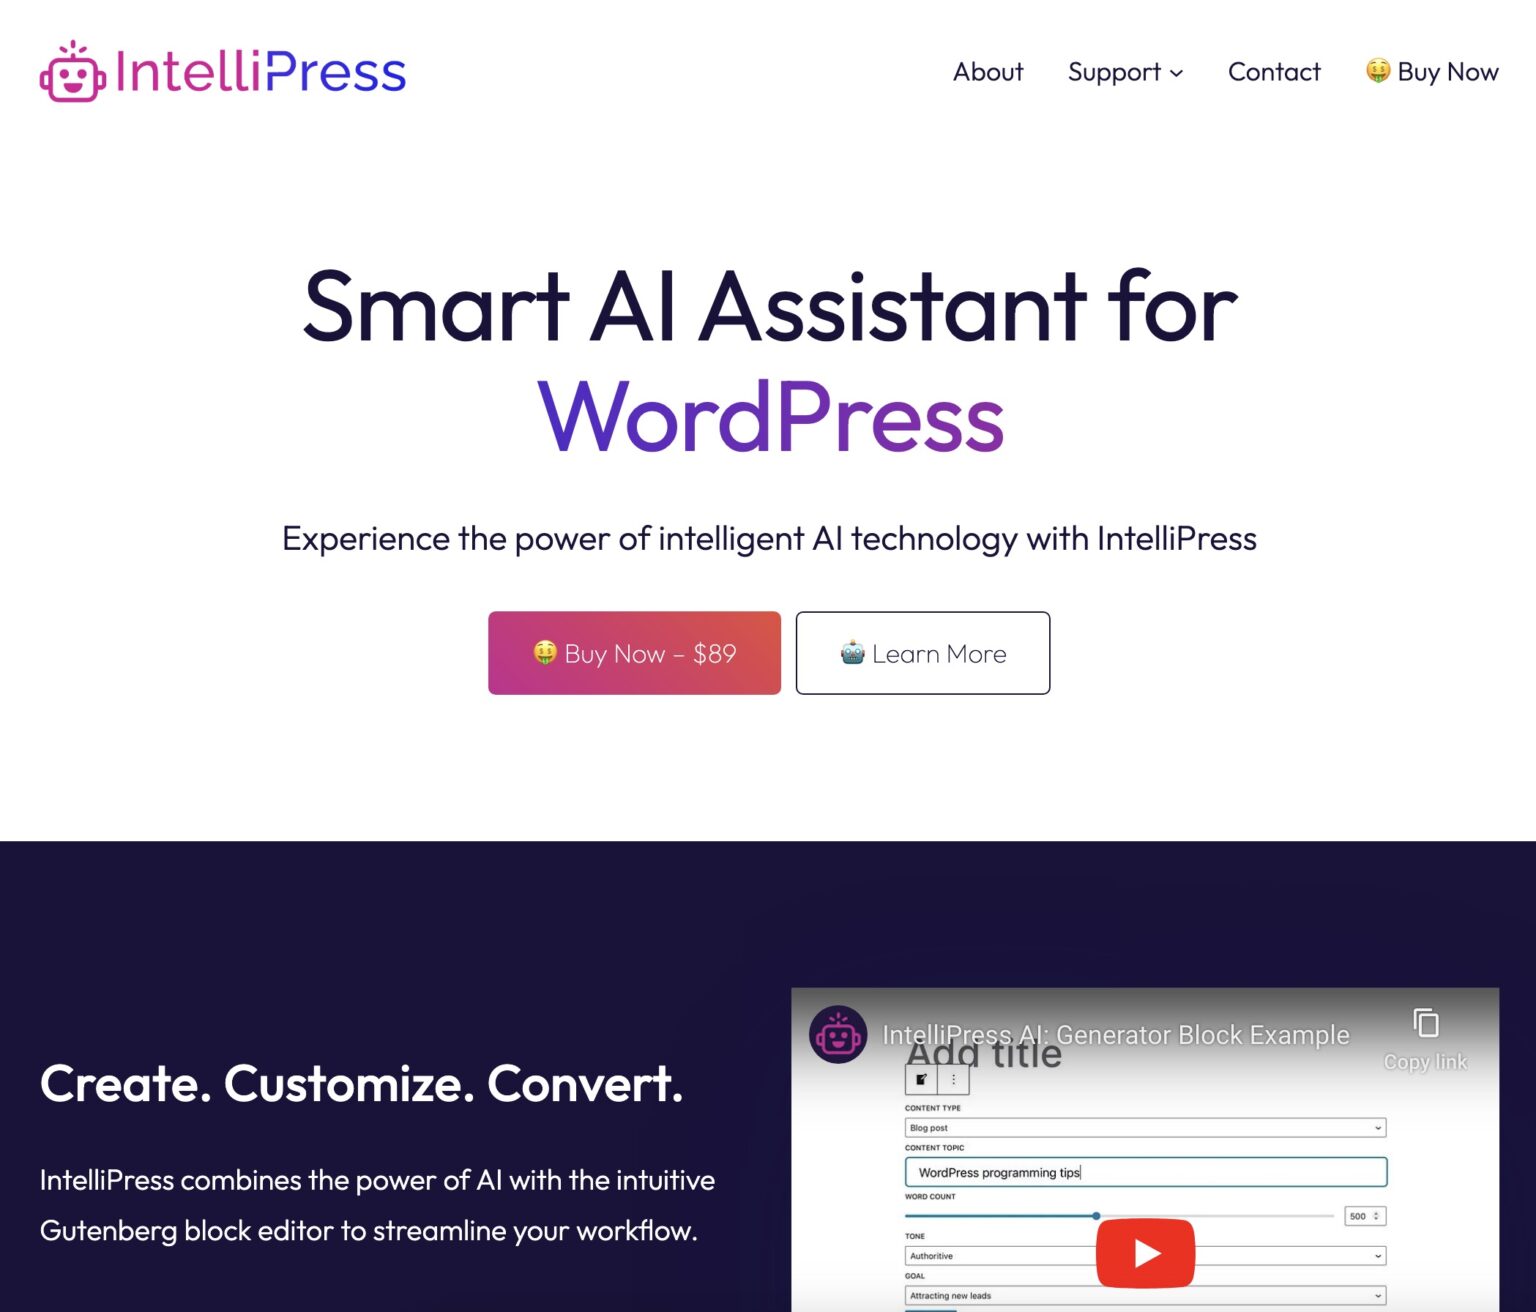 IntelliPress
About Support Contact 🤑 Buy Now
Smart AI Assistant for
WordPress
Experience the power of intelligent AI technology with IntelliPress
🤑 Buy Now – $89
🤖 Learn More
Create. Customize. Convert.
IntelliPress combines the power of AI with the intuitive
Gutenberg block editor to streamline your workflow.
IntelliPress AI: Generator Block Example
Copy link
Add title
CONTENT TYPE
Blog post
CONTENT TOPIC
WordPress programming tips
WORD COUNT
500
TONE
Authoritive
GOAL
Attracting new leads